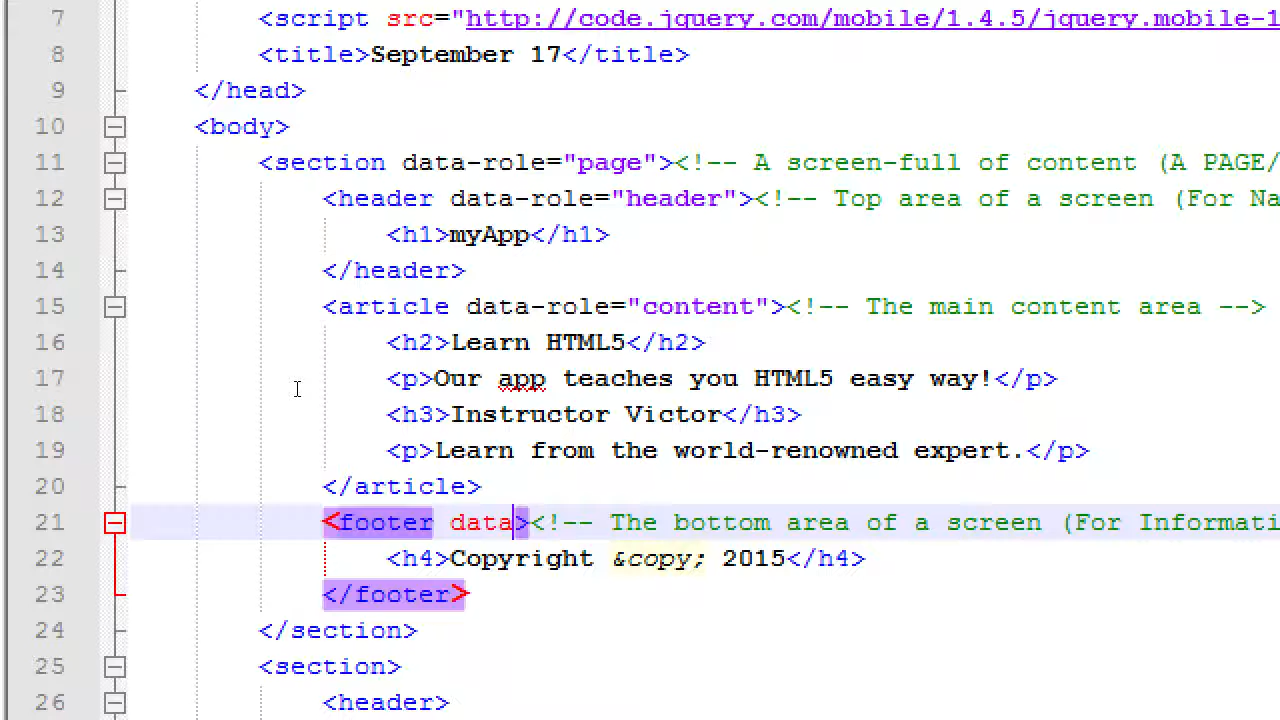 7 <script src="http://code.jquery.com/mobile/1.4.5/jquery.mobile-1
8 <title>September 17</title>
9 </head>
10 <body>
11 <section data-role="page"><!-- A screen-full of content (A PAGE/
12 <header data-role="header"><!-- Top area of a screen (For Na
13 <h1>myApp</h1>
14 </header>
15 <article data-role="content"><!-- The main content area -->
16 <h2>Learn HTML5</h2>
17 <p>Our app teaches you HTML5 easy way!</p>
18 <h3>Instructor Victor</h3>
19 <p>Learn from the world-renowned expert.</p>
20 </article>
21 <footer data><!-- The bottom area of a screen (For Informati
22 <h4>Copyright &copy; 2015</h4>
23 </footer>
24 </section>
25 <section>
26 <header>